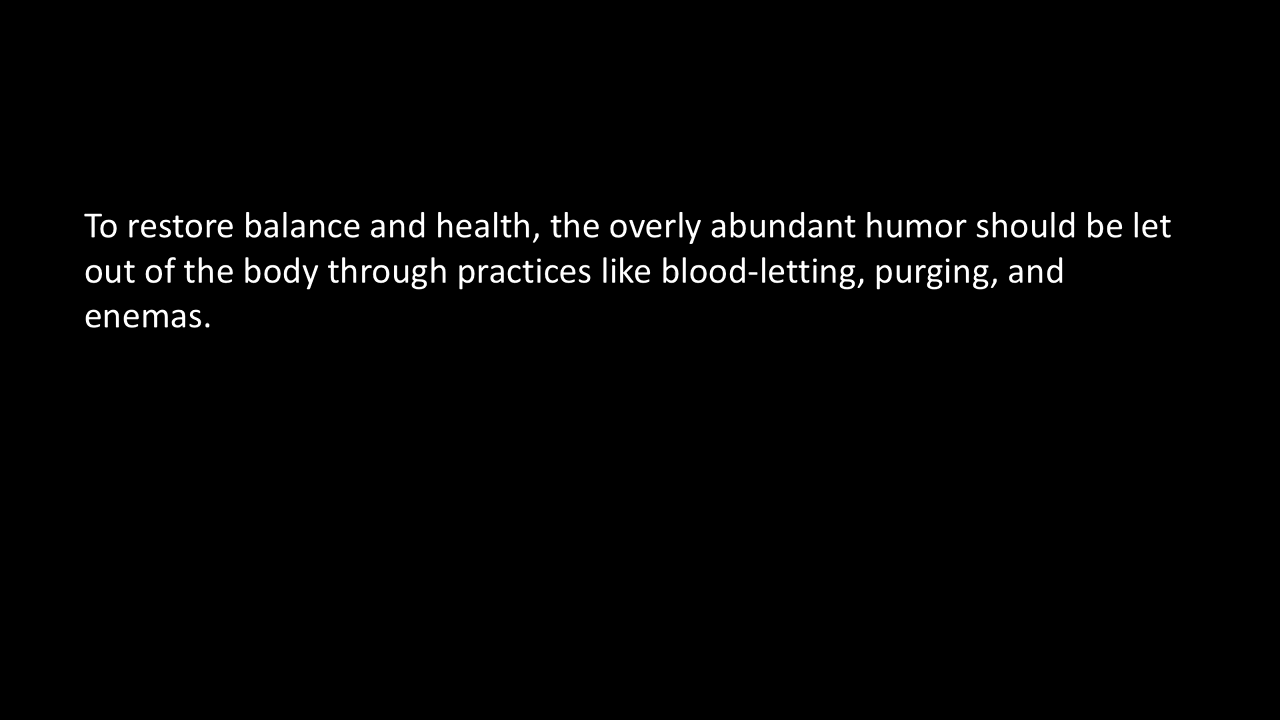 To restore balance and health, the overly abundant humor should be let
out of the body through practices like blood-letting, purging, and
enemas.